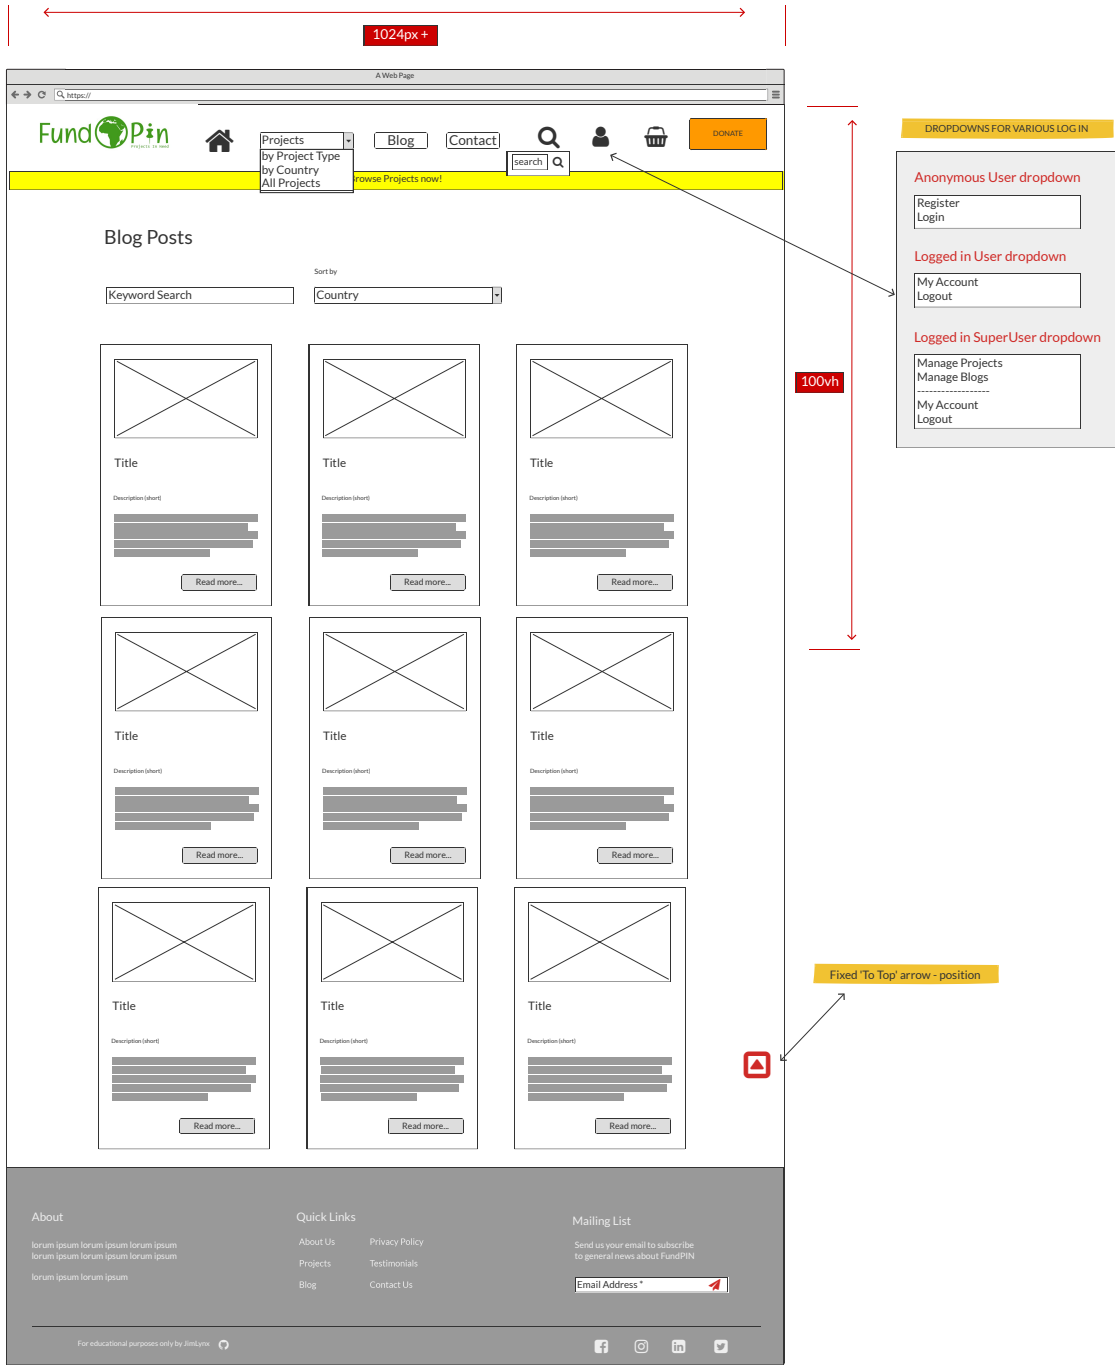 1024px +
A Web Page
https://
FundPin
Projects in need
Projects
by Project Type
by Country
All Projects
Blog
Contact
search
DONATE
Browse Projects now!
DROPDOWNS FOR VARIOUS LOG IN
Anonymous User dropdown
Register
Login
Logged in User dropdown
My Account
Logout
Logged in SuperUser dropdown
Manage Projects
Manage Blogs
------------------
My Account
Logout
100vh
Blog Posts
Sort by
Keyword Search
Country
Title
Description (short)
Read more...
Title
Description (short)
Read more...
Title
Description (short)
Read more...
Title
Description (short)
Read more...
Title
Description (short)
Read more...
Title
Description (short)
Read more...
Title
Description (short)
Read more...
Title
Description (short)
Read more...
Title
Description (short)
Read more...
Fixed 'To Top' arrow - position
About
lorum ipsum lorum ipsum lorum ipsum
lorum ipsum lorum ipsum lorum ipsum
lorum ipsum lorum ipsum
Quick Links
About Us
Projects
Blog
Privacy Policy
Testimonials
Contact Us
Mailing List
Send us your email to subscribe
to general news about FundPIN
Email Address *
For educational purposes only by JimLynx